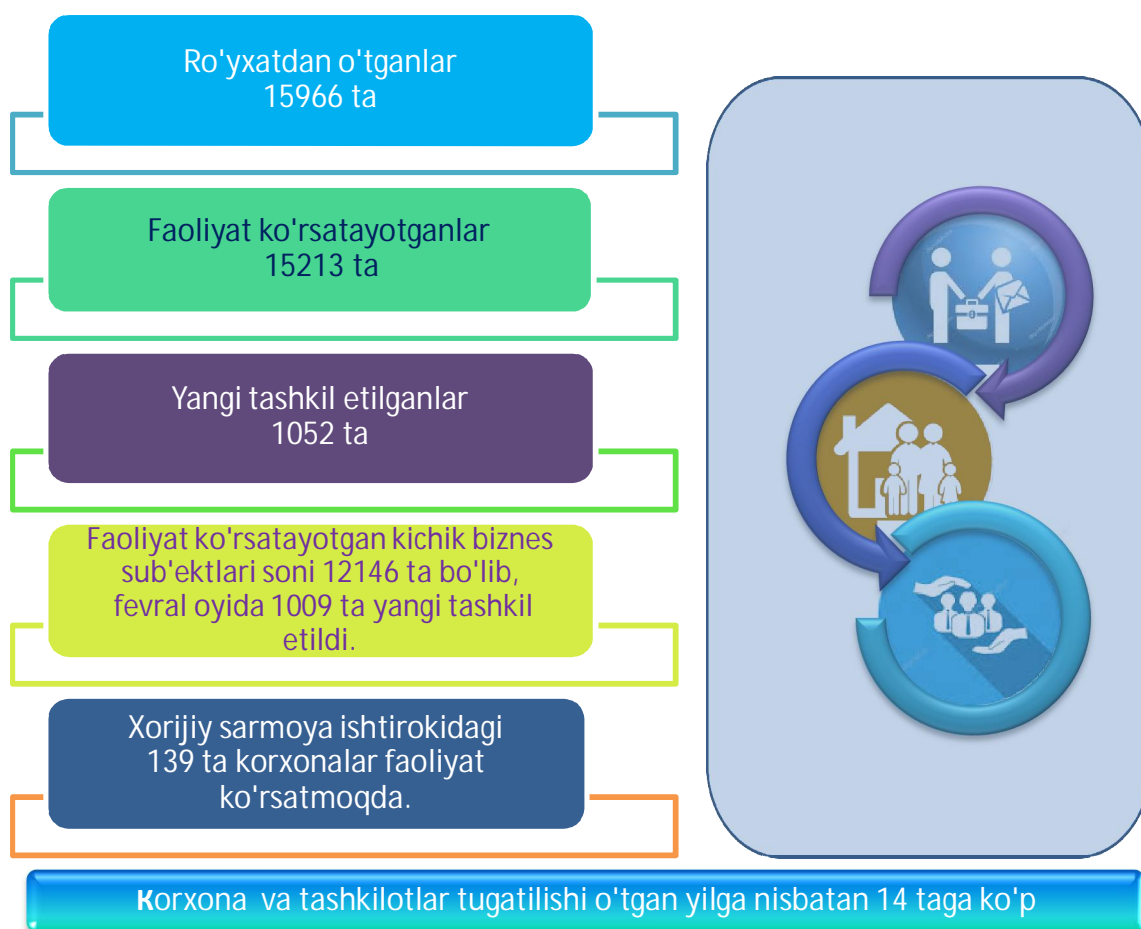 Ro'yxatdan o'tganlar
15966 ta
Faoliyat ko'rsatayotganlar
15213 ta
Yangi tashkil etilganlar
1052 ta
Faoliyat ko'rsatayotgan kichik biznes
sub'ektlari soni 12146 ta bo'lib,
fevral oyida 1009 ta yangi tashkil
etildi.
Xorijiy sarmoya ishtirokidagi
139 ta korxonalar faoliyat
ko'rsatmoqda.
Korxona va tashkilotlar tugatilishi o'tgan yilga nisbatan 14 taga ko'p